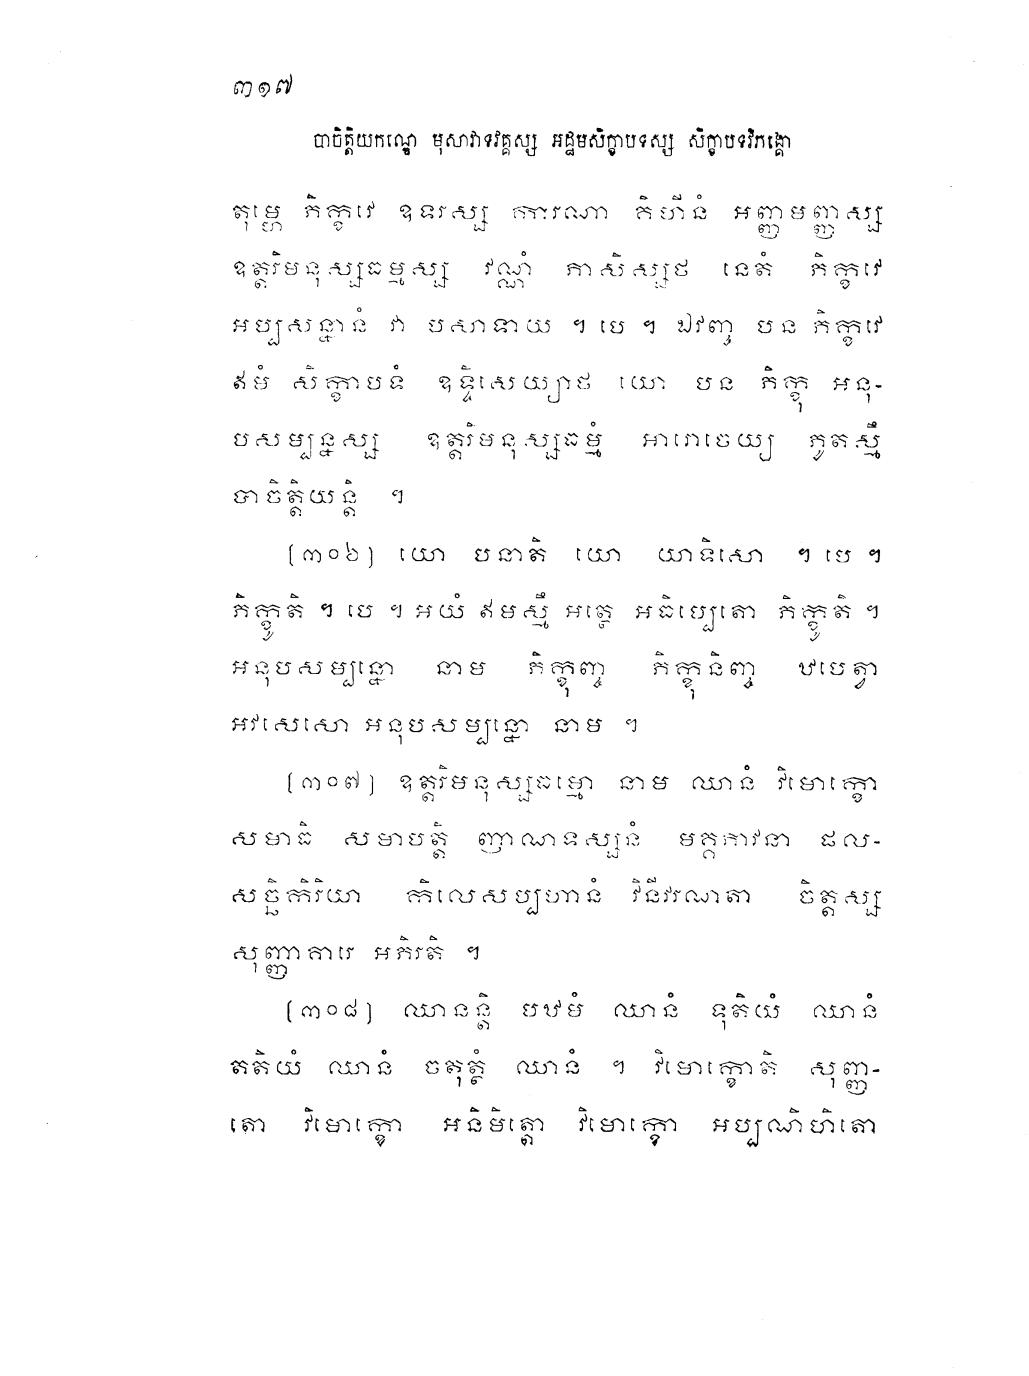 ៣១៧
បាចិត្តិយកណ្ឌេ មុសាវាទវគ្គស្ស អដ្ឋមសិក្ខាបទស្ស សិក្ខាបទវិភង្គោ
តុម្ហេ ភិក្ខវេ ឧទរស្ស ការណា គិហីនំ អញ្ញមញ្ញស្ស
ឧត្តរិមនុស្សធម្មស្ស វណ្ណំ ភាសិស្សថ នេតំ ភិក្ខវេ
អប្បសន្នានំ វា បសាទាយ ។ បេ ។ ឯវញ្ច បន ភិក្ខវេ
ឥមំ សិក្ខាបទំ ឧទ្ទិសេយ្យាថ យោ បន ភិក្ខុ អនុ-
បសម្បន្នស្ស ឧត្តរិមនុស្សធម្មំ អារោចេយ្យ ភូតស្មឹ
បាចិត្តិយន្តិ ។
[៣០៦] យោ បនាតិ យោ យាទិសោ ។ បេ ។
ភិក្ខូតិ ។ បេ ។ អយំ ឥមស្មឹ អត្ថេ អធិប្បេតោ ភិក្ខូតិ ។
អនុបសម្បន្នោ នាម ភិក្ខុញ្ច ភិក្ខុនិញ្ច ឋបេត្វា
អវសេសោ អនុបសម្បន្នោ នាម ។
[៣០៧] ឧត្តរិមនុស្សធម្មោ នាម ឈានំ វិមោក្ខោ
សមាធិ សមាបត្តិ ញាណទស្សនំ មគ្គភាវនា ផល-
សច្ឆិកិរិយា កិលេសប្បហានំ វិនីវរណតា ចិត្តស្ស
សុញ្ញាគារេ អភិរតិ ។
[៣០៨] ឈានន្តិ បឋមំ ឈានំ ទុតិយំ ឈានំ
តតិយំ ឈានំ ចតុត្ថំ ឈានំ ។ វិមោក្ខោតិ សុញ្ញ-
តោ វិមោក្ខោ អនិមិត្តោ វិមោក្ខោ អប្បណិហិតោ